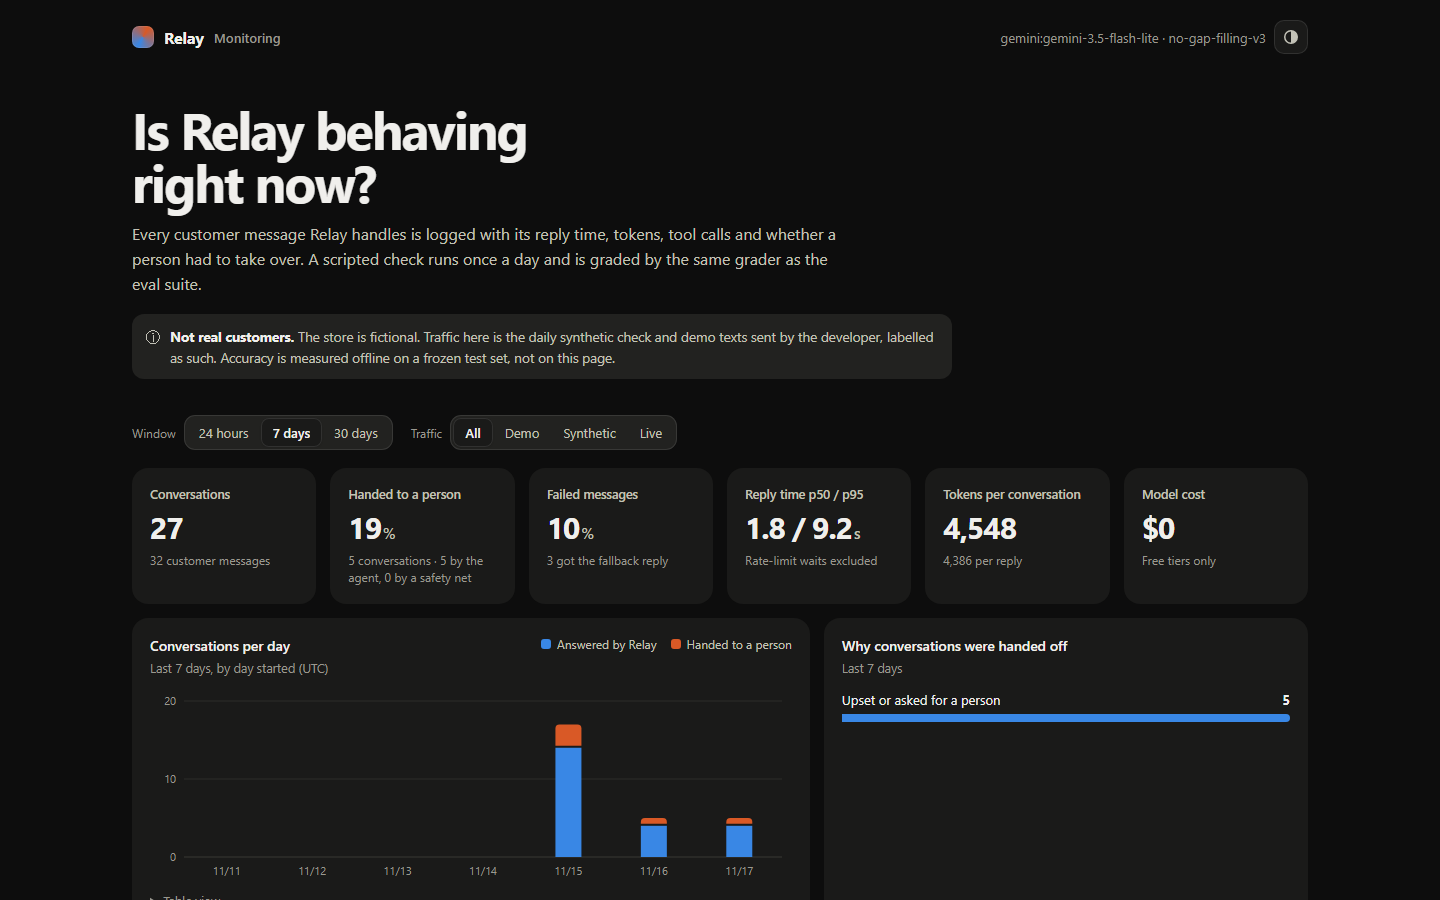 Relay Monitoring
gemini:gemini-3.5-flash-lite · no-gap-filling-v3
Is Relay behaving
right now?
Every customer message Relay handles is logged with its reply time, tokens, tool calls and whether a
person had to take over. A scripted check runs once a day and is graded by the same grader as the
eval suite.
Not real customers. The store is fictional. Traffic here is the daily synthetic check and demo texts sent by the developer, labelled
as such. Accuracy is measured offline on a frozen test set, not on this page.
Window 24 hours 7 days 30 days Traffic All Demo Synthetic Live
Conversations
27
32 customer messages
Handed to a person
19%
5 conversations · 5 by the
agent, 0 by a safety net
Failed messages
10%
3 got the fallback reply
Reply time p50 / p95
1.8 / 9.2s
Rate-limit waits excluded
Tokens per conversation
4,548
4,386 per reply
Model cost
$0
Free tiers only
Conversations per day
Answered by Relay Handed to a person
Last 7 days, by day started (UTC)
20
10
0
11/11 11/12 11/13 11/14 11/15 11/16 11/17
Table view
Why conversations were handed off
Last 7 days
Upset or asked for a person 5